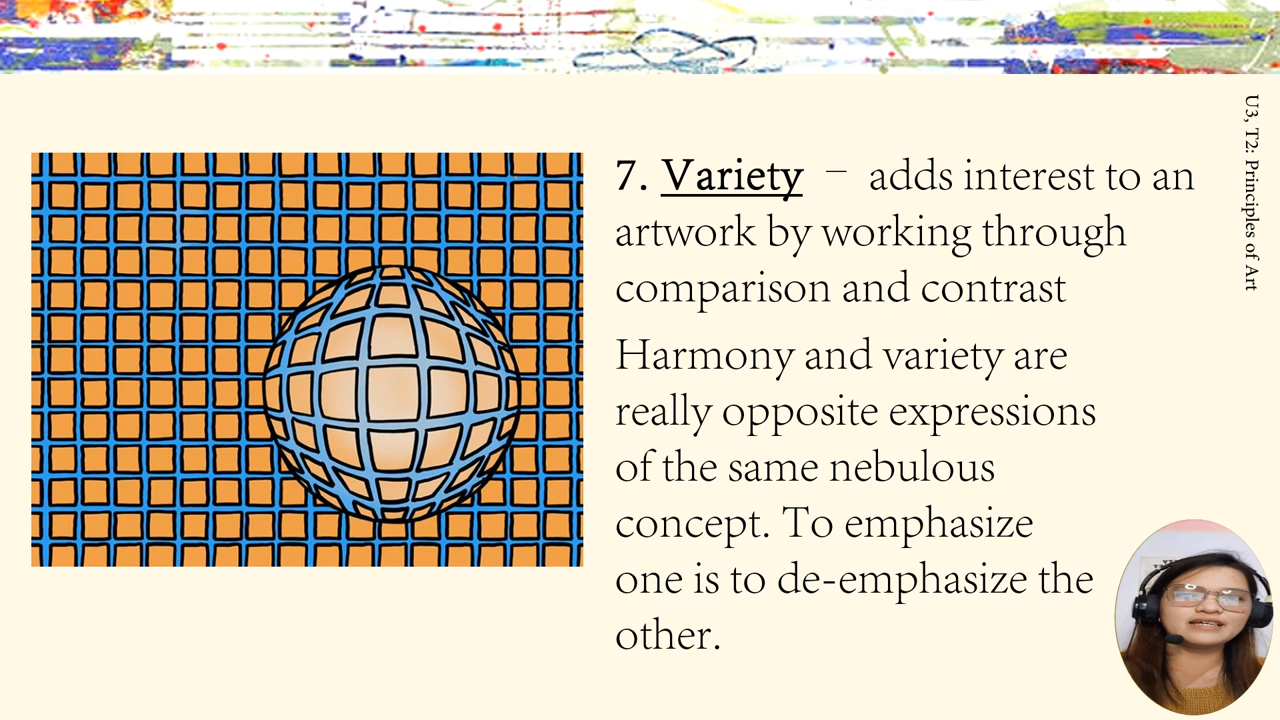 7. Variety – adds interest to an
artwork by working through
comparison and contrast
Harmony and variety are
really opposite expressions
of the same nebulous
concept. To emphasize
one is to de-emphasize the
other.
U3, T2: Principles of Art